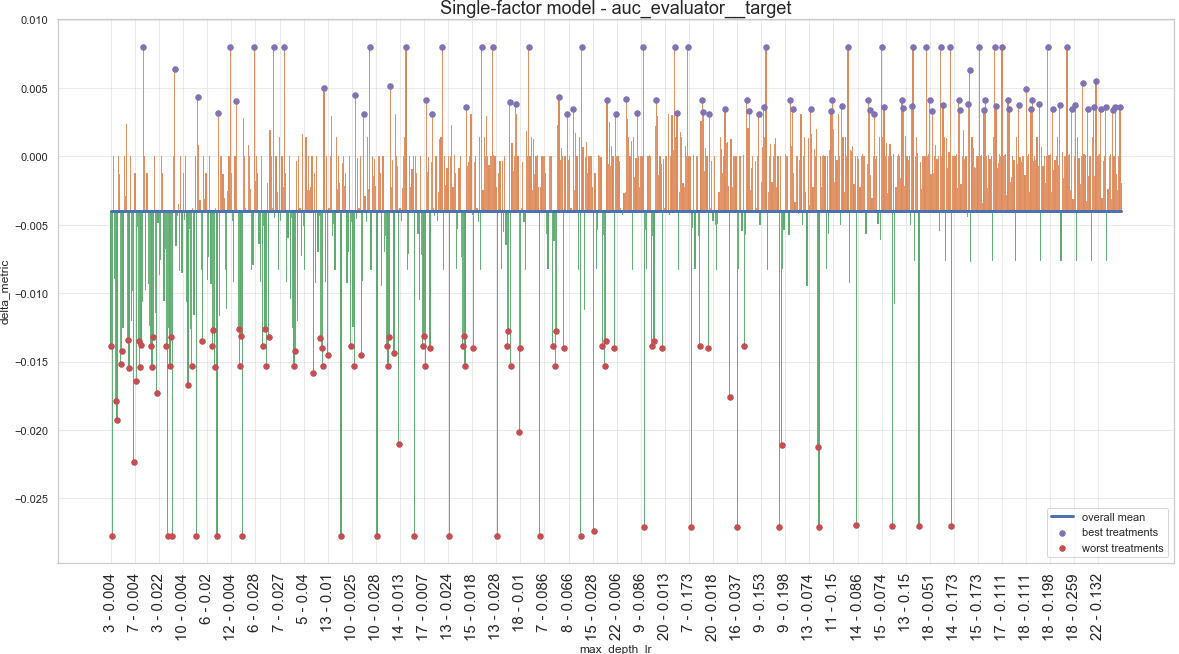 Single-factor model - auc_evaluator__target
0.010
0.005
0.000
−0.005
−0.010
−0.015
−0.020
−0.025
delta_metric
overall mean
best treatments
worst treatments
3 - 0.004
7 - 0.004
3 - 0.022
10 - 0.004
6 - 0.02
12 - 0.004
6 - 0.028
7 - 0.027
5 - 0.04
13 - 0.01
10 - 0.025
10 - 0.028
14 - 0.013
17 - 0.007
13 - 0.024
15 - 0.018
13 - 0.028
18 - 0.01
7 - 0.086
8 - 0.066
15 - 0.028
22 - 0.006
9 - 0.086
20 - 0.013
7 - 0.173
20 - 0.018
16 - 0.037
9 - 0.153
9 - 0.198
13 - 0.074
11 - 0.15
14 - 0.086
15 - 0.074
13 - 0.15
18 - 0.051
14 - 0.173
15 - 0.173
17 - 0.111
18 - 0.111
18 - 0.198
18 - 0.259
22 - 0.132
max_depth_lr